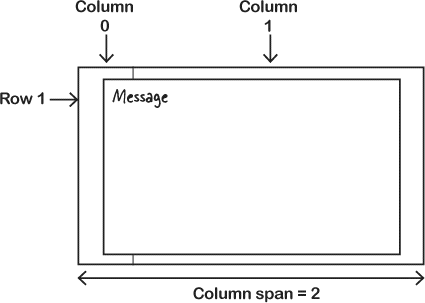 Column
0
Column
1
Row 1
Message
Column span = 2